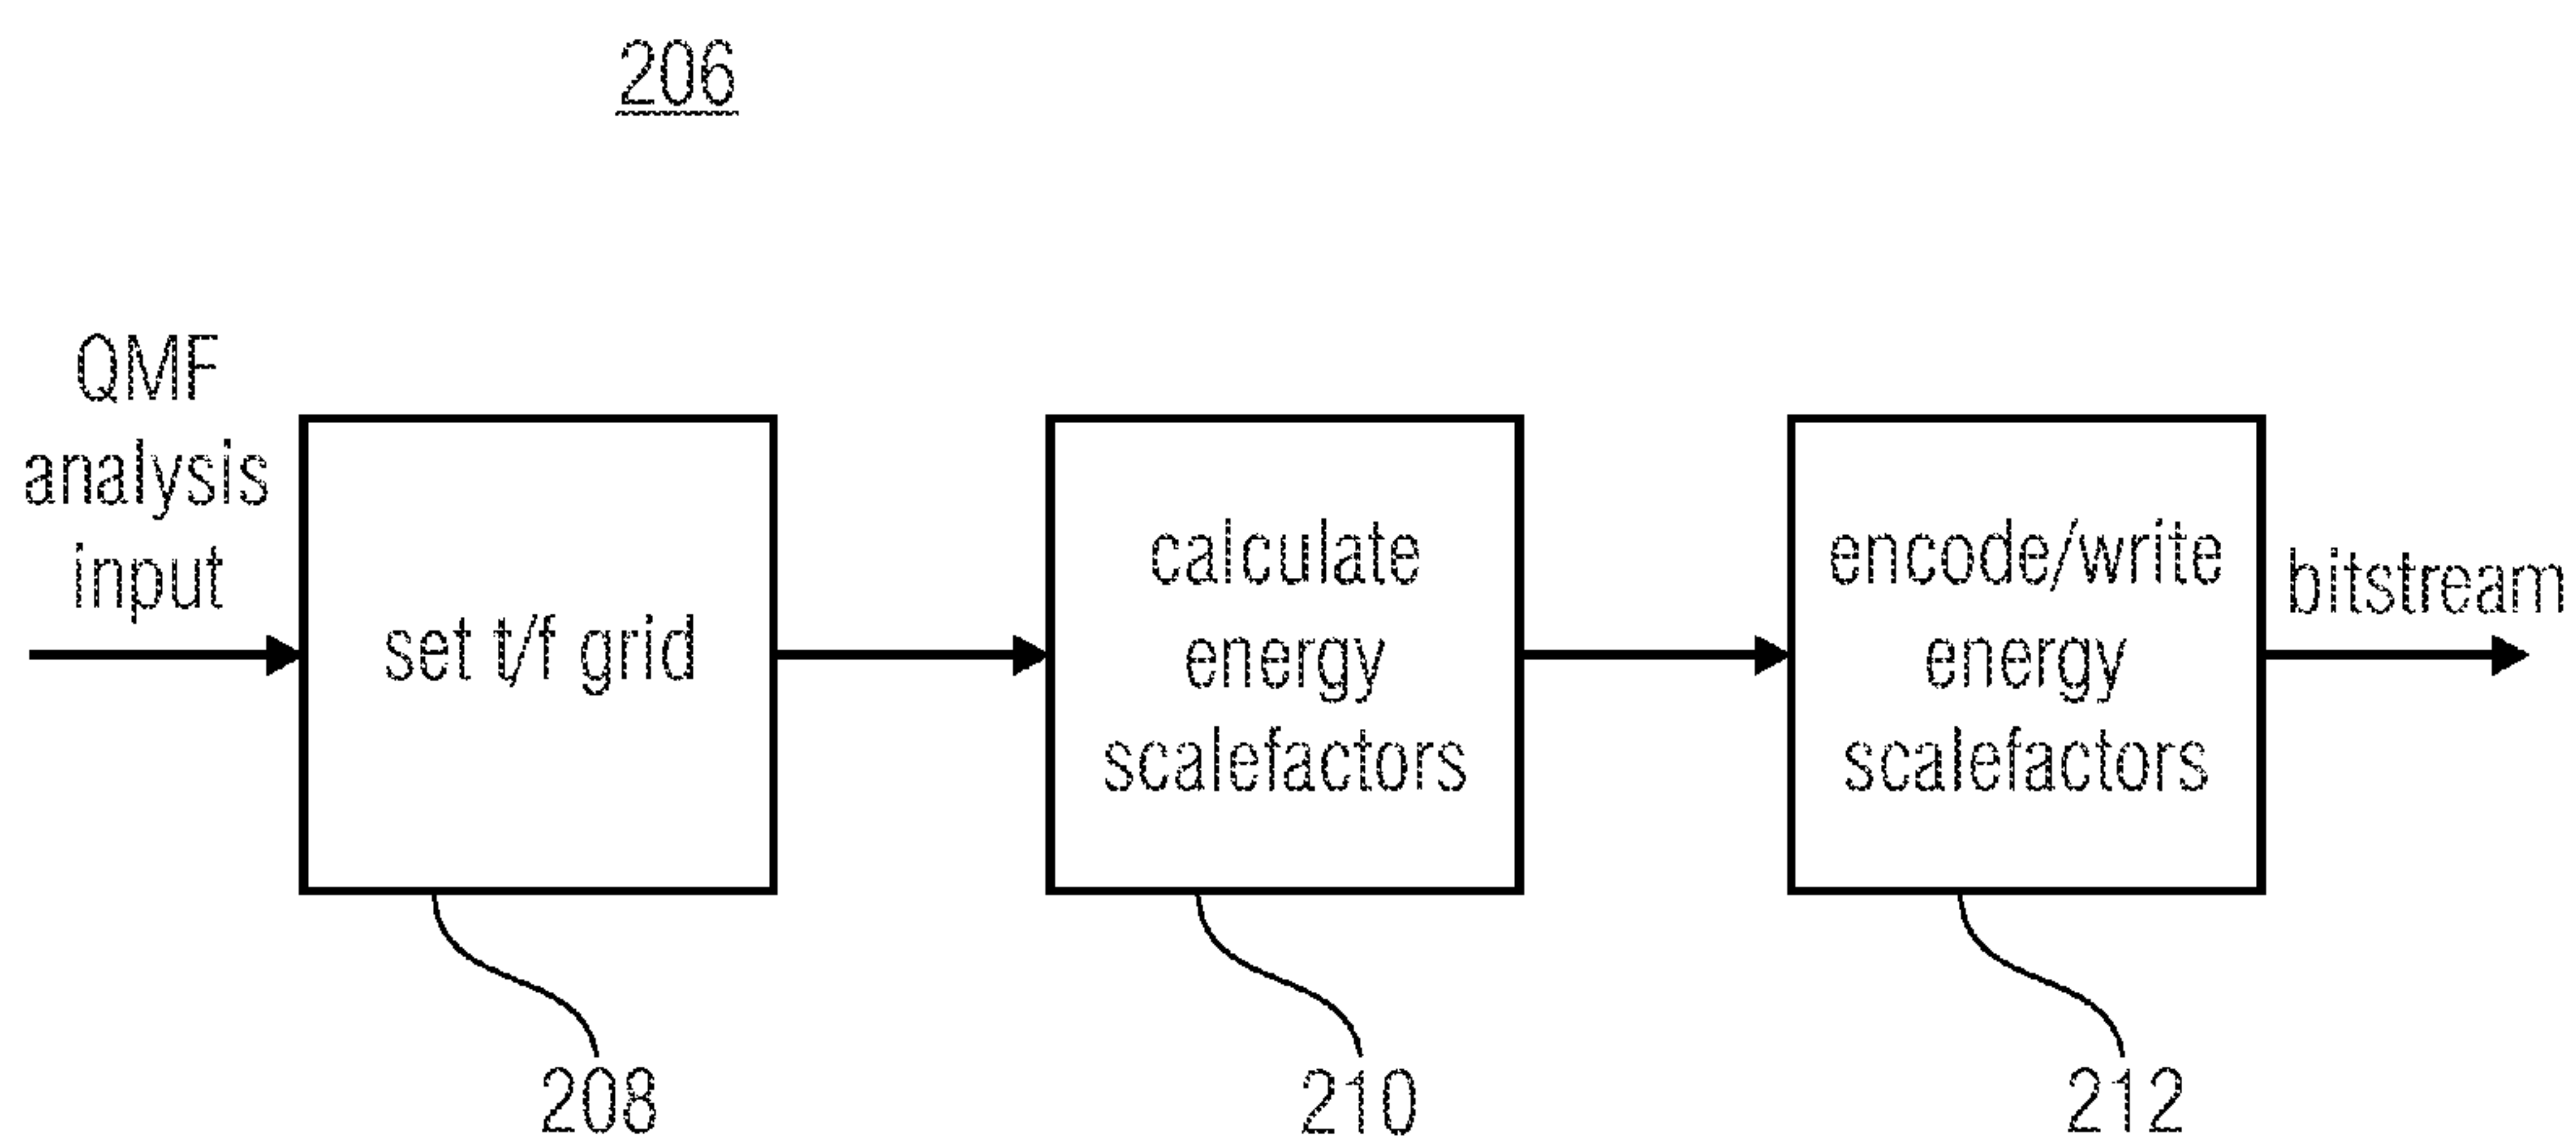 206
QMF
analysis
input
set t/f grid
calculate
energy
scalefactors
encode/write
energy
scalefactors
bitstream
208
210
212